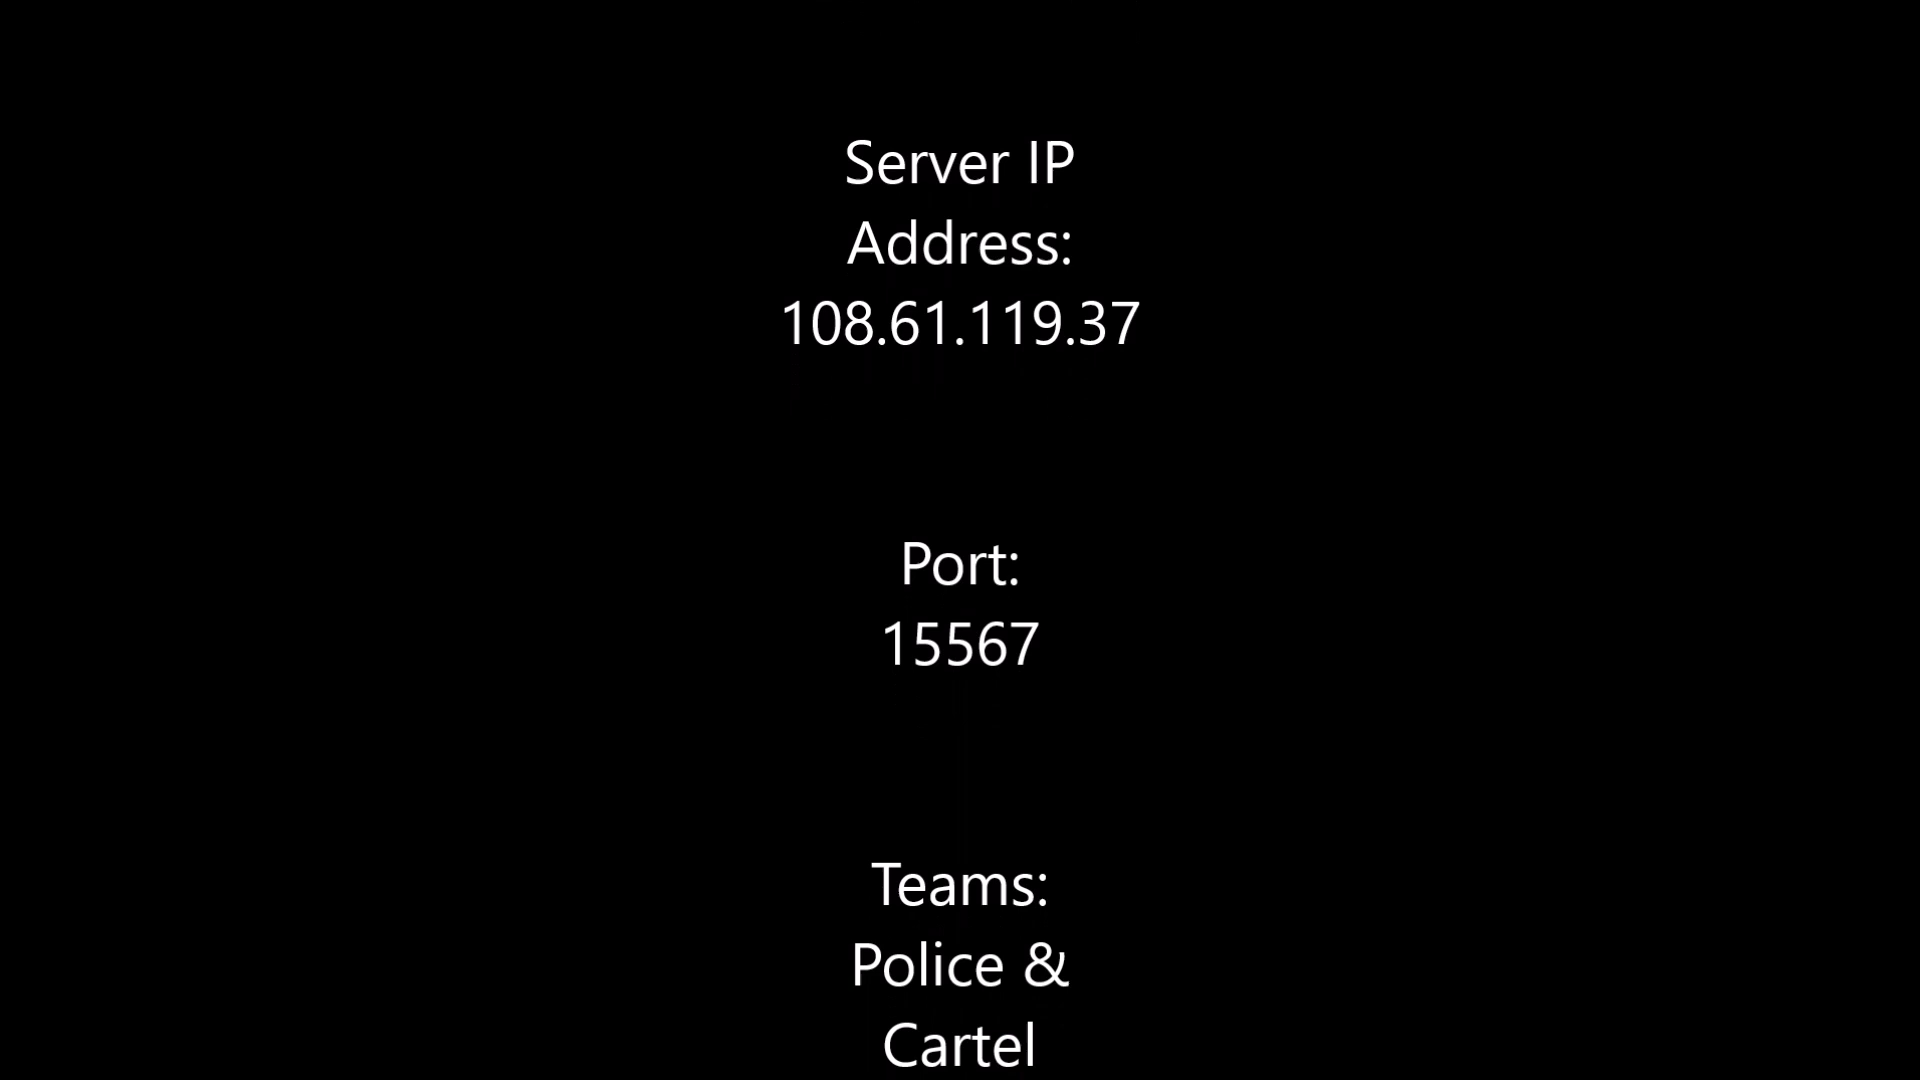 Server IP
Address:
108.61.119.37
Port:
15567
Teams:
Police &
Cartel